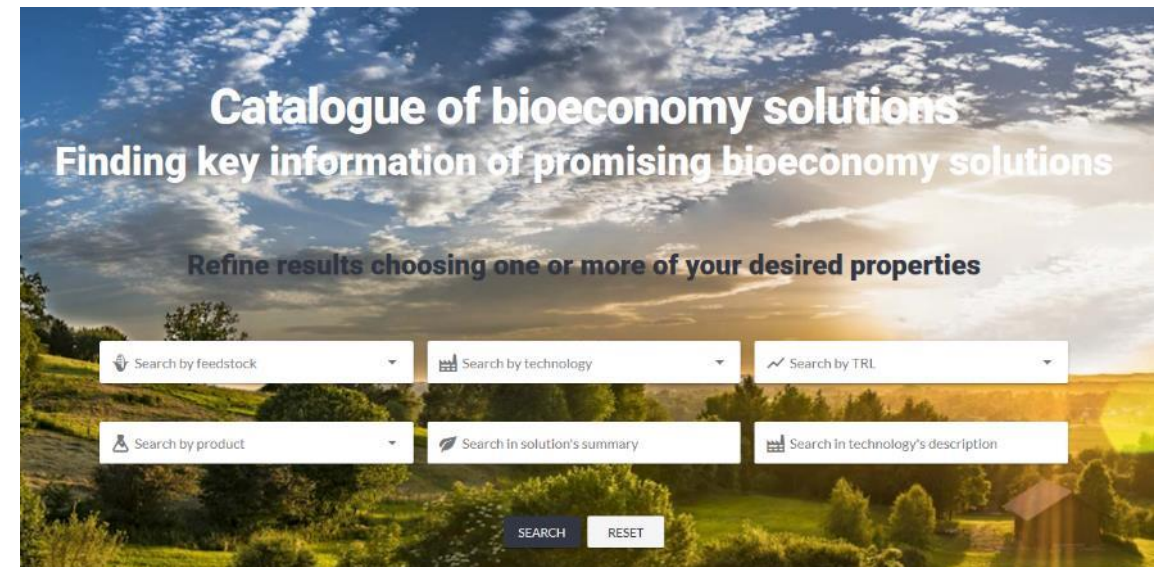 Catalogue of bioeconomy solutions
Finding key information of promising bioeconomy solutions
Refine results choosing one or more of your desired properties
Search by feedstock
Search by technology
Search by TRL
Search by product
Search in solution's summary
Search in technology's description
SEARCH
RESET